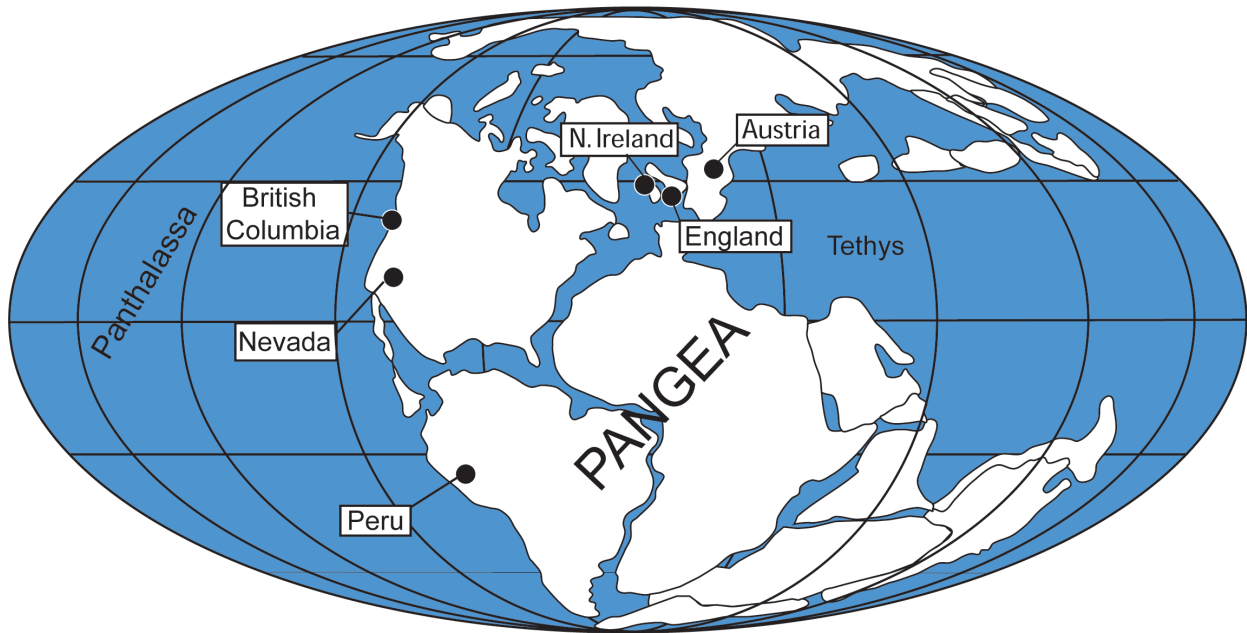 N. Ireland
Austria
British
Columbia
England
Tethys
Panthalassa
Nevada
PANGEA
Peru